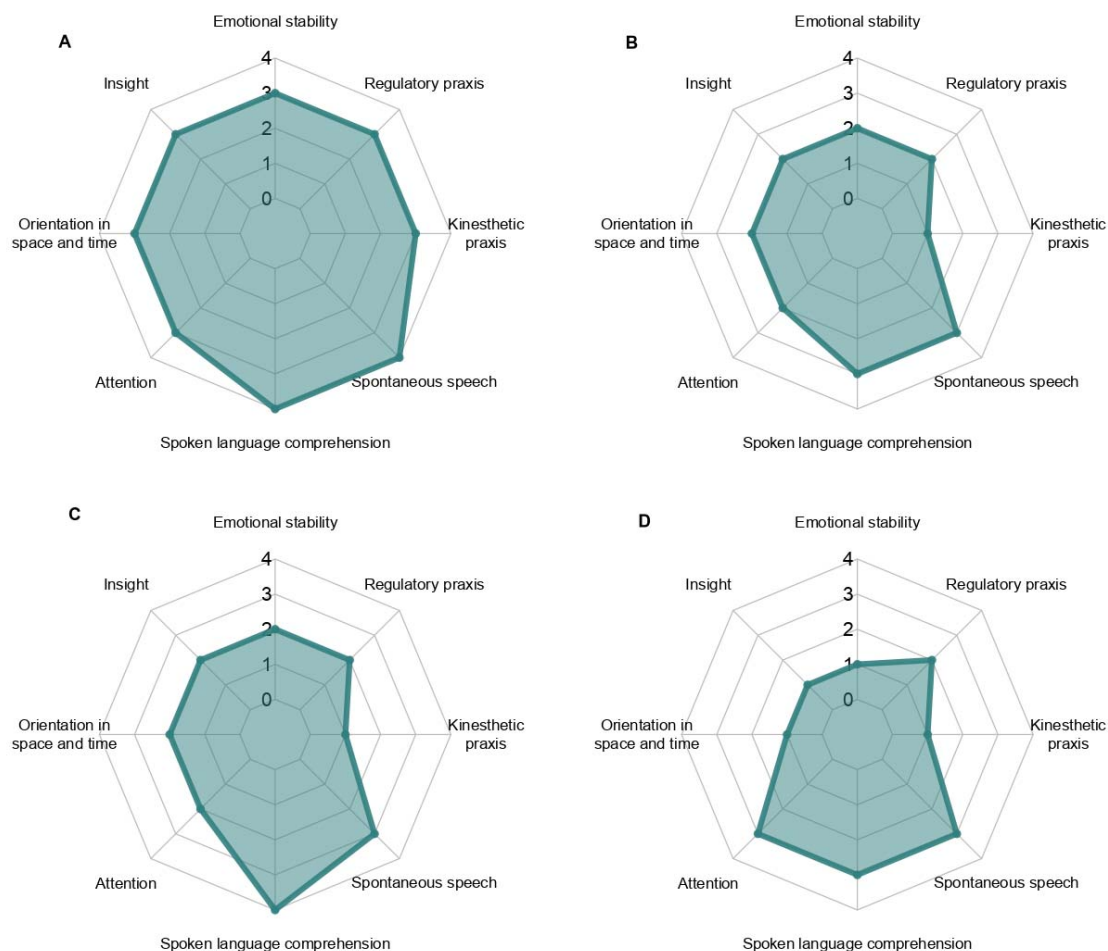 A
Emotional stability
Insight
Regulatory praxis
4
3
2
1
0
Orientation in
space and time
Kinesthetic
praxis
Attention
Spontaneous speech
Spoken language comprehension
B
Emotional stability
Insight
Regulatory praxis
4
3
2
1
0
Orientation in
space and time
Kinesthetic
praxis
Attention
Spontaneous speech
Spoken language comprehension
C
Emotional stability
Insight
Regulatory praxis
4
3
2
1
0
Orientation in
space and time
Kinesthetic
praxis
Attention
Spontaneous speech
Spoken language comprehension
D
Emotional stability
Insight
Regulatory praxis
4
3
2
1
0
Orientation in
space and time
Kinesthetic
praxis
Attention
Spontaneous speech
Spoken language comprehension